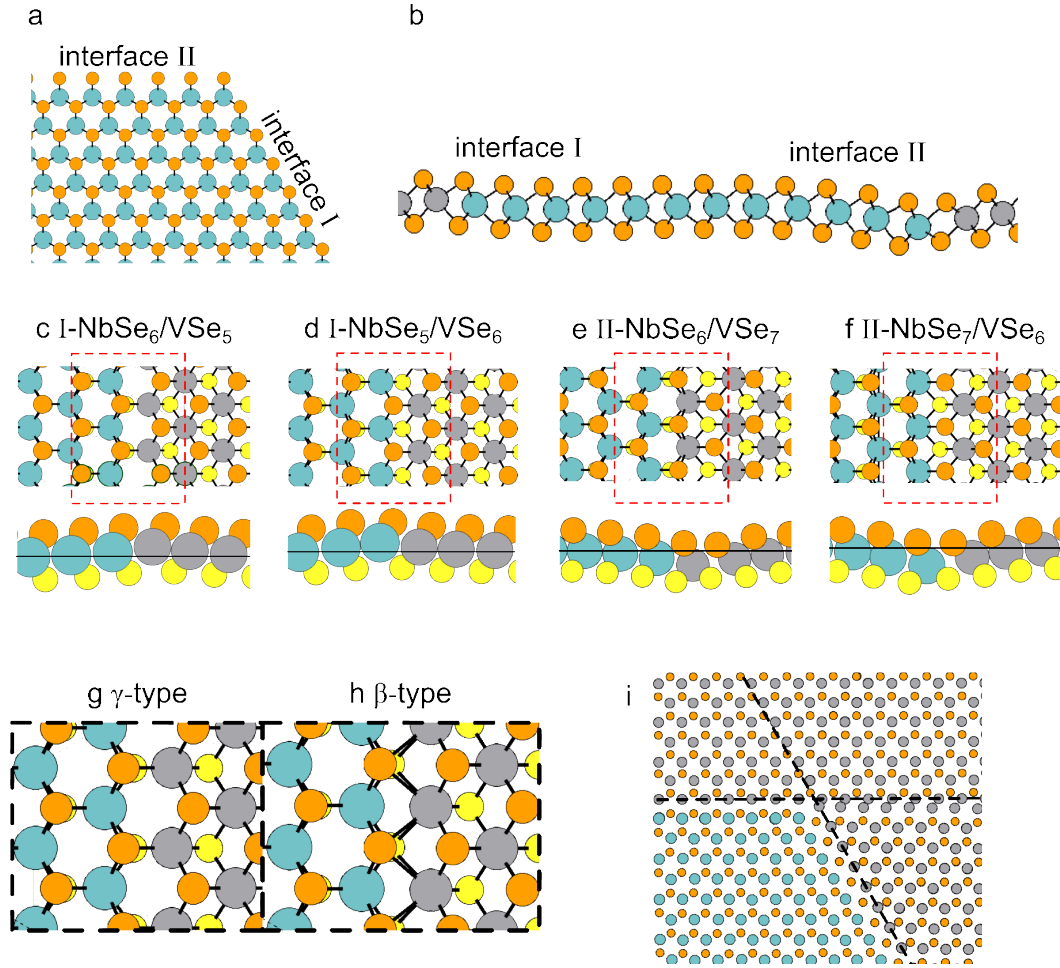 a
b
interface II
interface I
interface I
interface II
c I-NbSe₆/VSe₅
d I-NbSe₅/VSe₆
e II-NbSe₆/VSe₇
f II-NbSe₇/VSe₆
g γ-type
h β-type
i